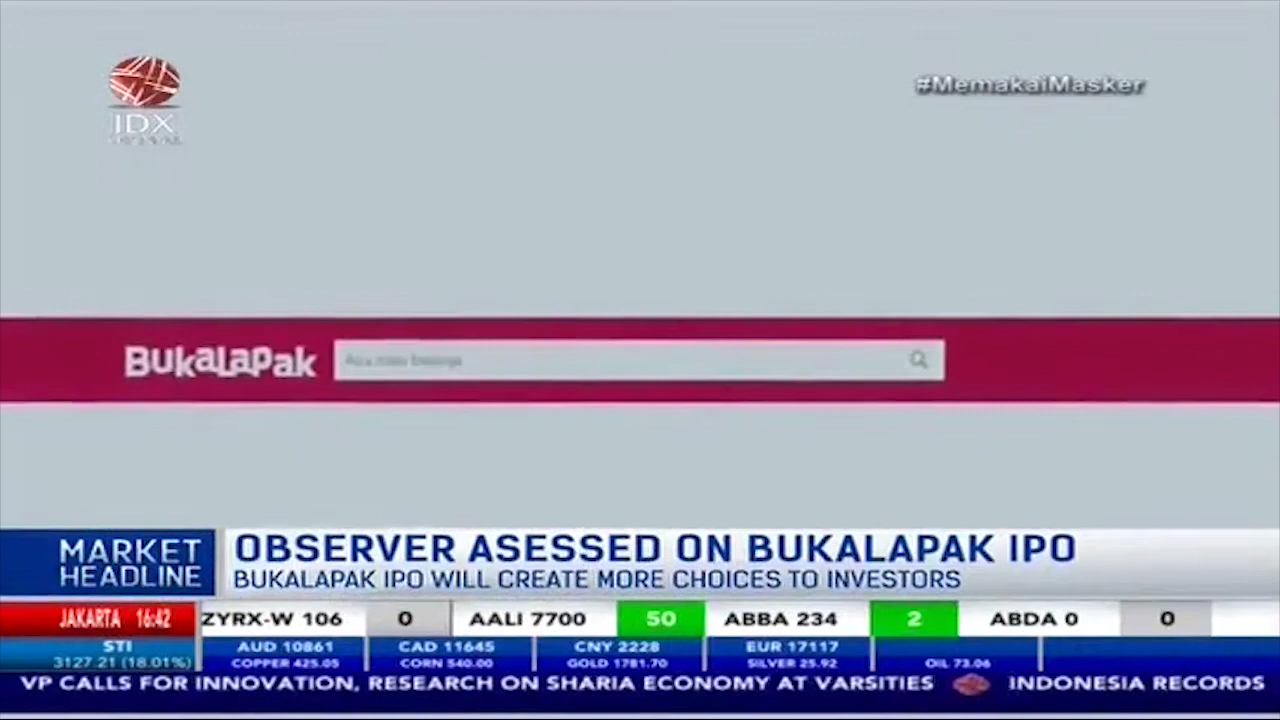 IDX
#MemakaiMasker
BUKALAPAK
MARKET HEADLINE
OBSERVER ASESSED ON BUKALAPAK IPO
BUKALAPAK IPO WILL CREATE MORE CHOICES TO INVESTORS
JAKARTA 16:42
ZYRX-W 106 0 AALI 7700 50 ABBA 234 2 ABDA 0 0
STI AUD 10861 CAD 11645 CNY 2228 EUR 17117
3127.21 (18.01%) COPPER 425.05 CORN 540.00 GOLD 1781.70 SILVER 25.92 OIL 73.06
VP CALLS FOR INNOVATION, RESEARCH ON SHARIA ECONOMY AT VARSITIES INDONESIA RECORDS